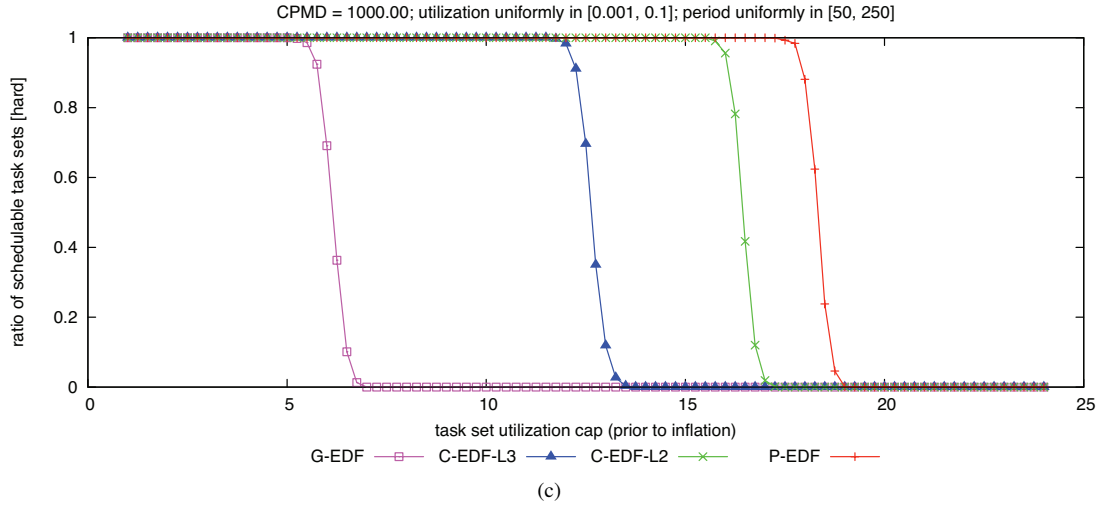 CPMD = 1000.00; utilization uniformly in [0.001, 0.1]; period uniformly in [50, 250]
1
0.8
0.6
0.4
0.2
0
ratio of schedulable task sets [hard]
0 5 10 15 20 25
task set utilization cap (prior to inflation)
G-EDF C-EDF-L3 C-EDF-L2 P-EDF
(c)